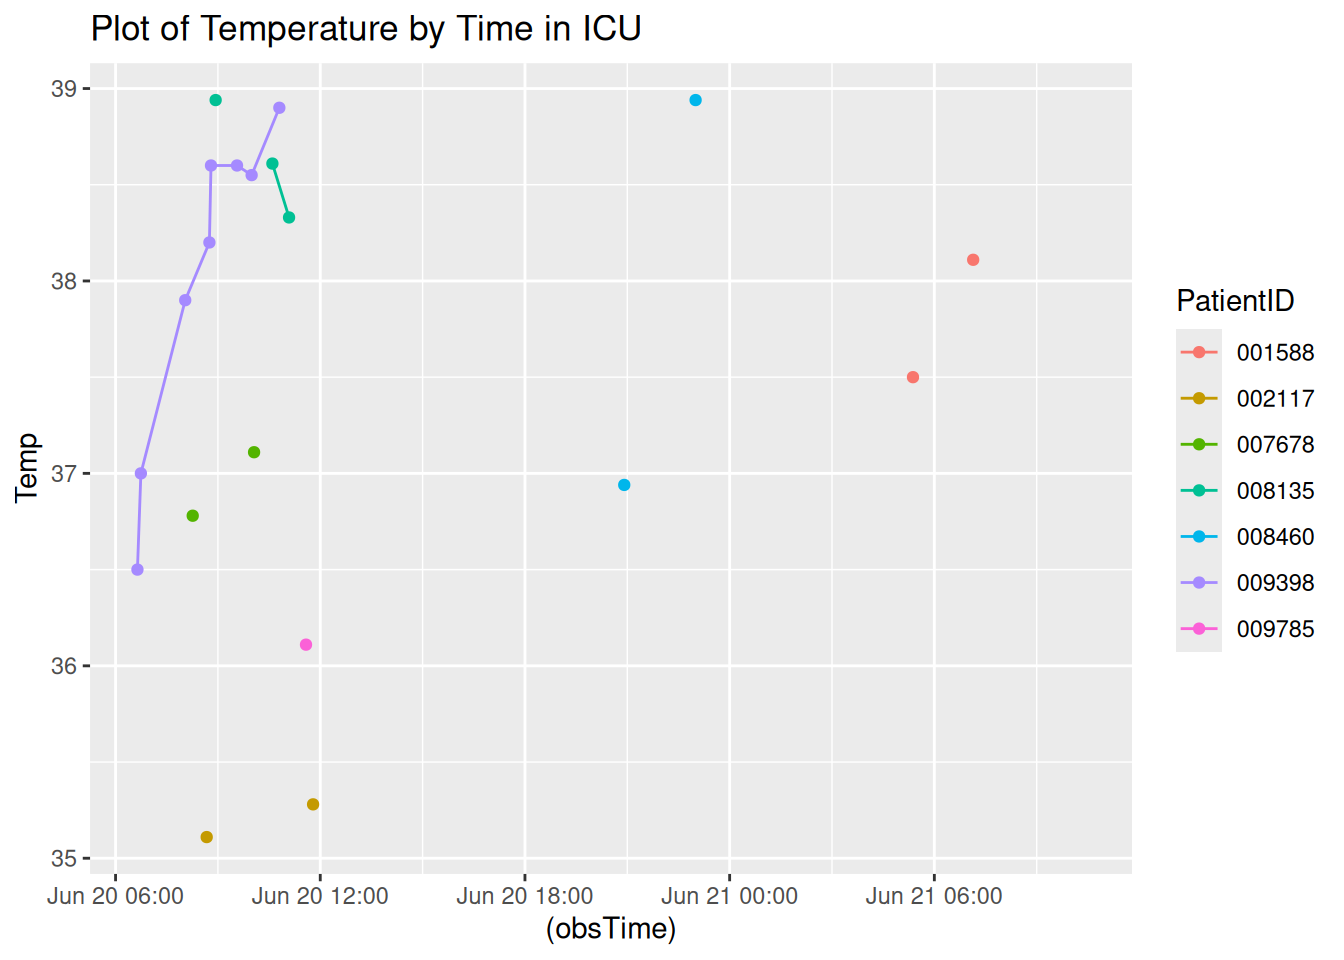 Plot of Temperature by Time in ICU
Temp
39
38
37
36
35
Jun 20 06:00 Jun 20 12:00 Jun 20 18:00 Jun 21 00:00 Jun 21 06:00
(obsTime)
PatientID
001588
002117
007678
008135
008460
009398
009785